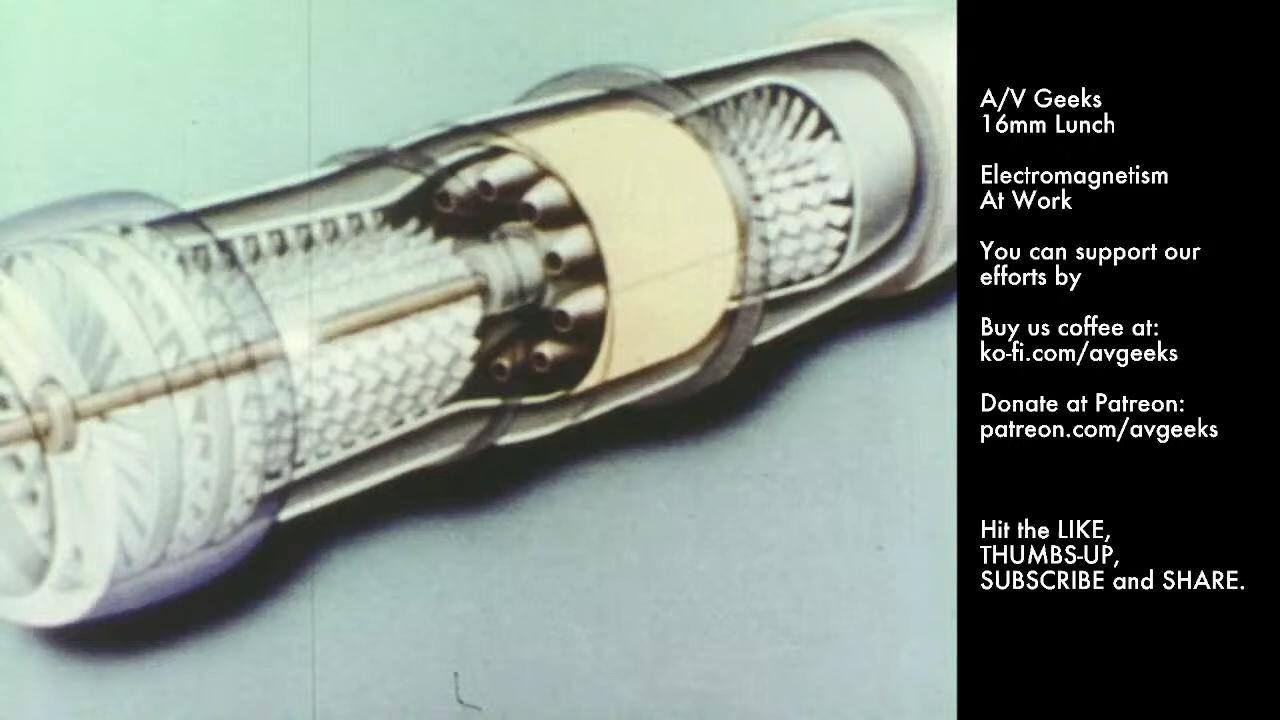 A/V Geeks
16mm Lunch
Electromagnetism
At Work
You can support our
efforts by
Buy us coffee at:
ko-fi.com/avgeeks
Donate at Patreon:
patreon.com/avgeeks
Hit the LIKE,
THUMBS-UP,
SUBSCRIBE and SHARE.